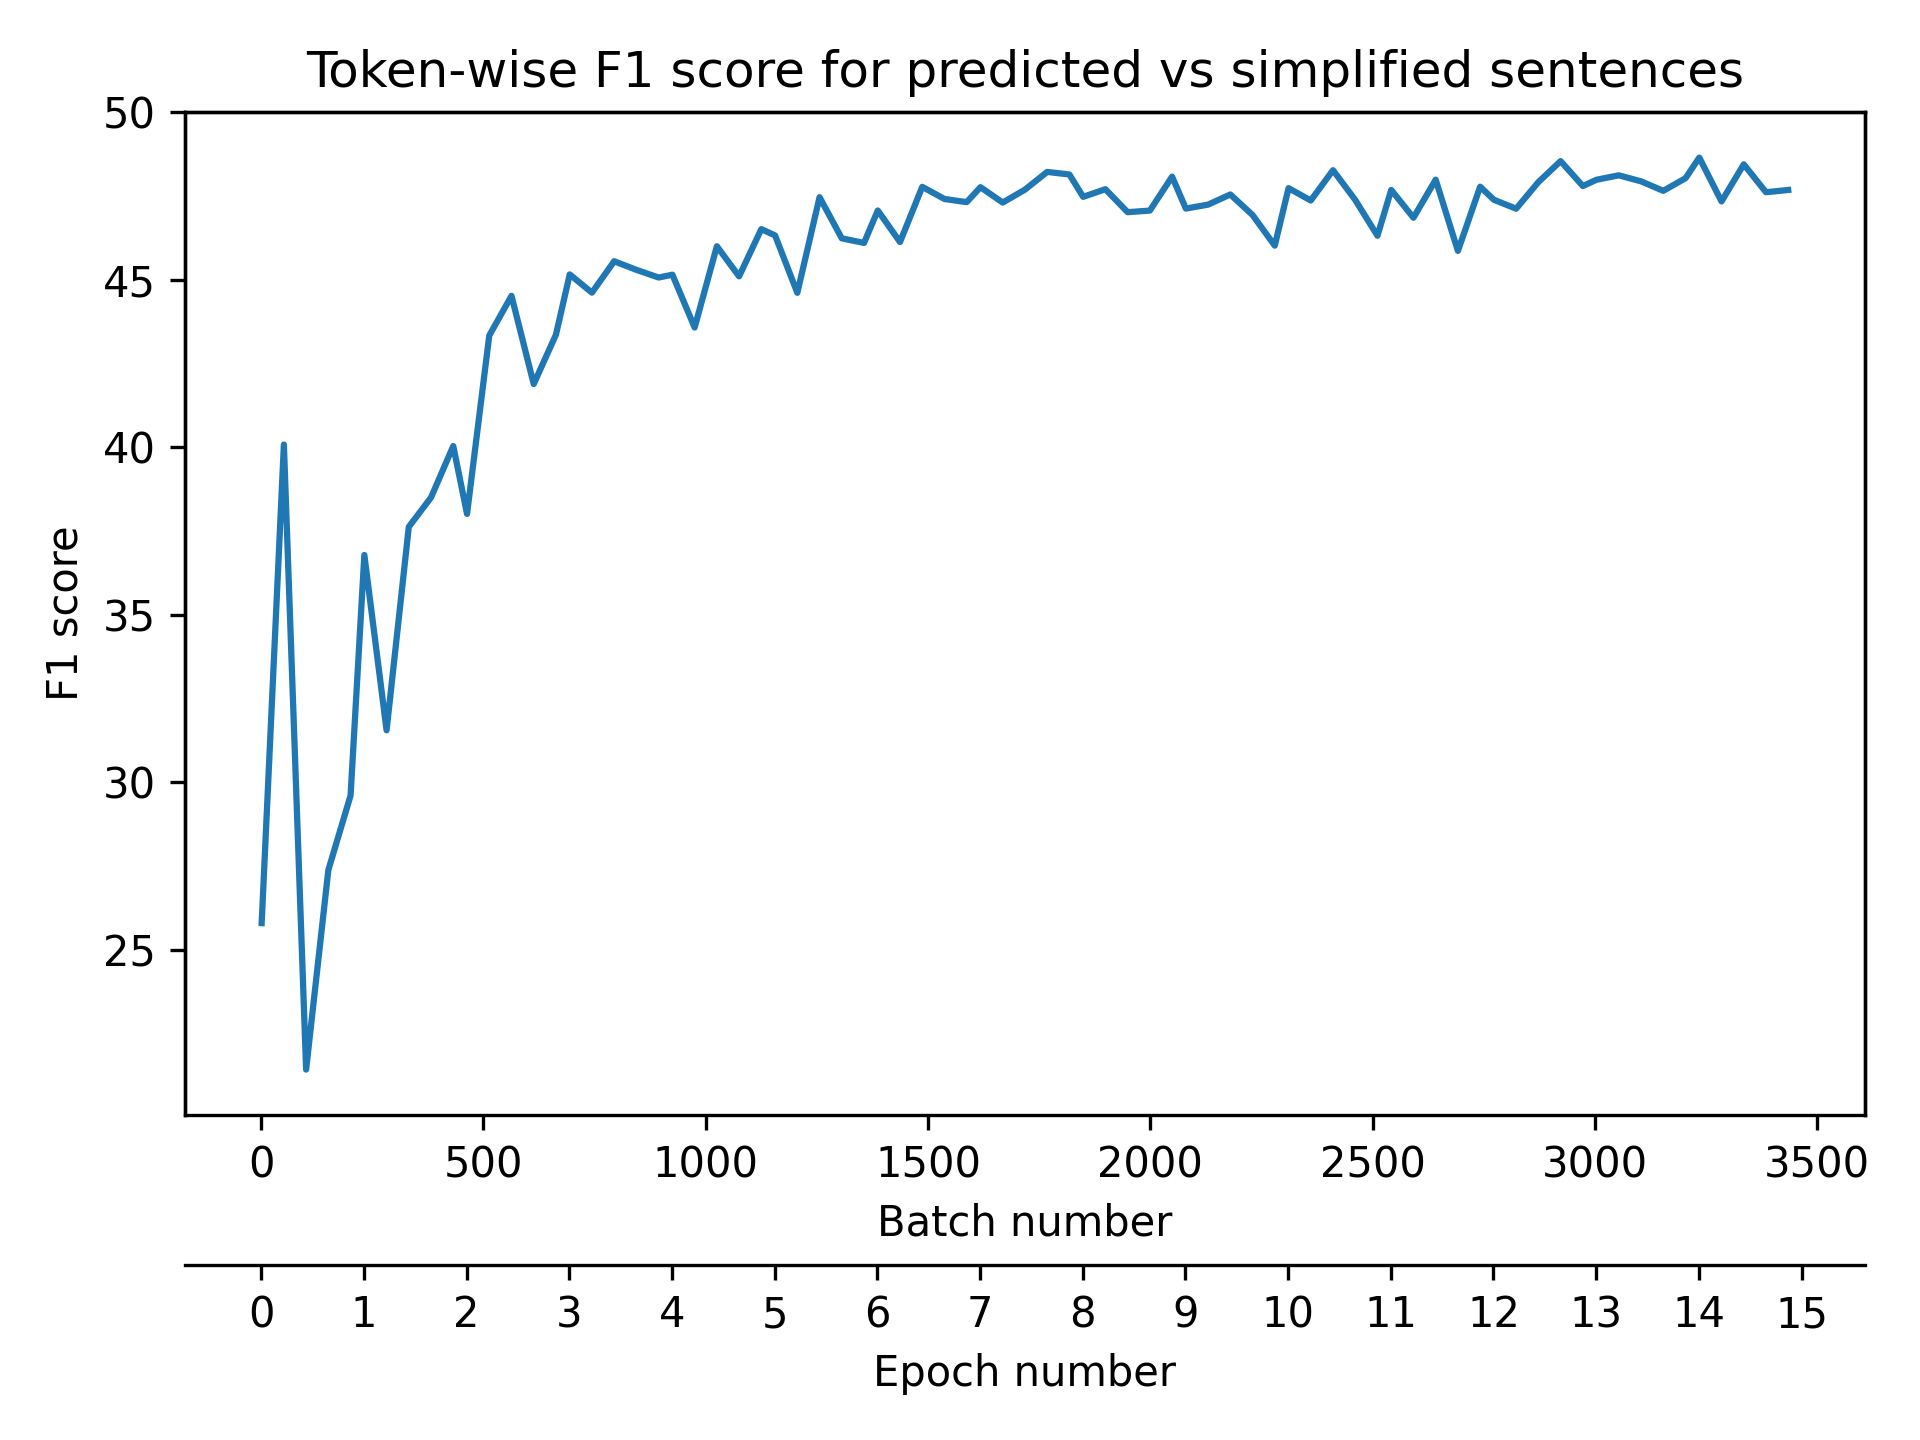 Token-wise F1 score for predicted vs simplified sentences
50
45
40
35
30
25
F1 score
0 500 1000 1500 2000 2500 3000 3500
Batch number
0 1 2 3 4 5 6 7 8 9 10 11 12 13 14 15
Epoch number